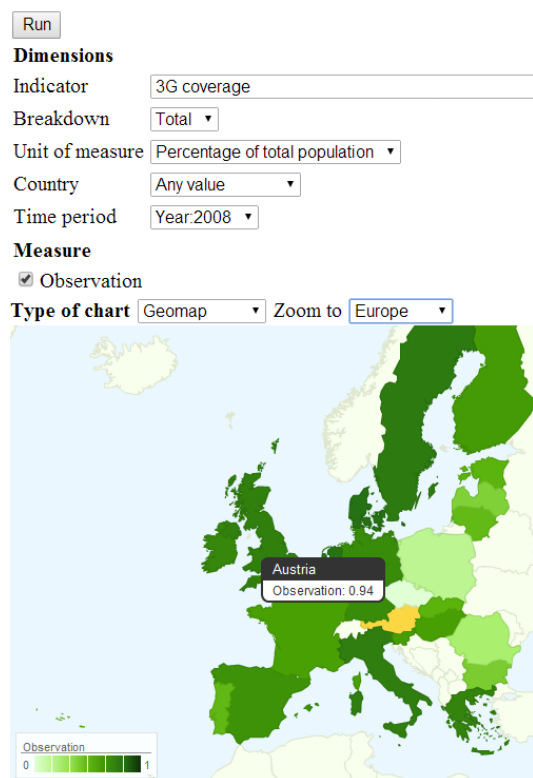 Run
Dimensions
Indicator 3G coverage
Breakdown Total
Unit of measure Percentage of total population
Country Any value
Time period Year:2008
Measure
Observation
Type of chart Geomap Zoom to Europe
Austria
Observation: 0.94
Observation
0 1